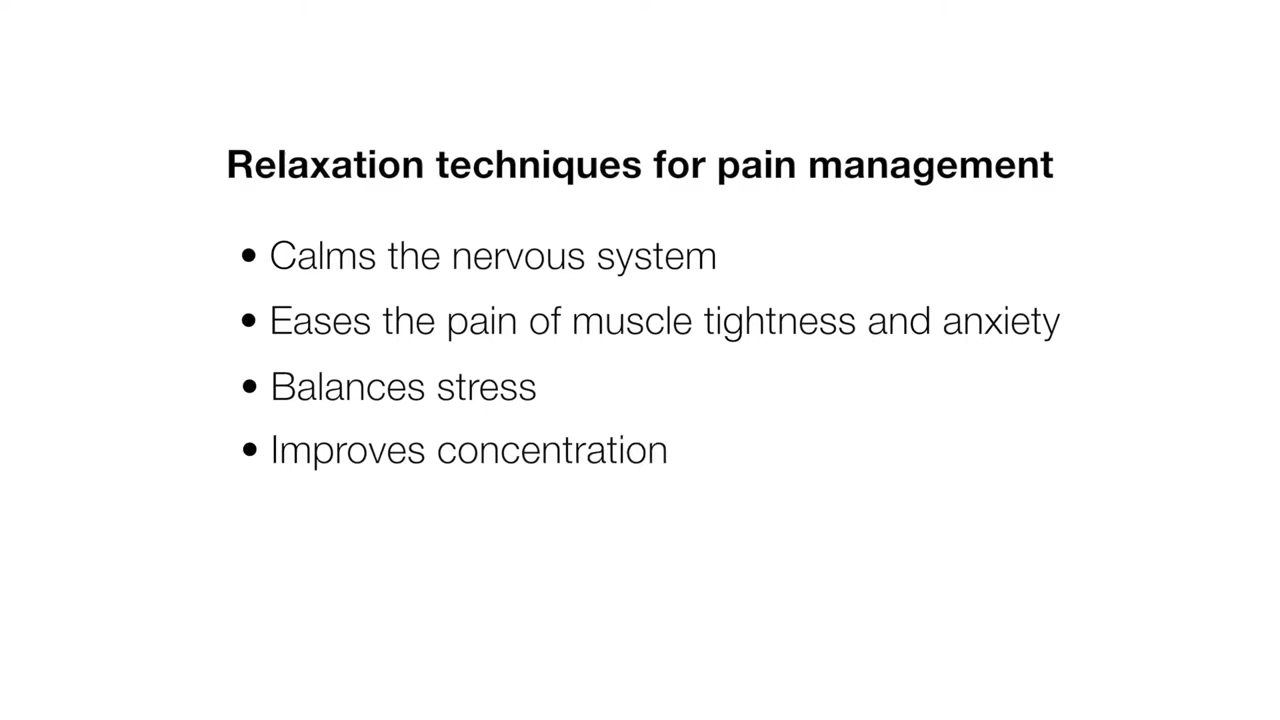 Relaxation techniques for pain management
• Calms the nervous system
• Eases the pain of muscle tightness and anxiety
• Balances stress
• Improves concentration